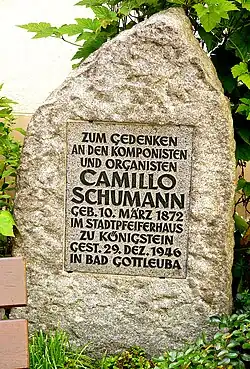 ZUM GEDENKEN
AN DEN KOMPONISTEN
UND ORGANISTEN
CAMILLO
SCHUMANN
GEB. 10. MÄRZ 1872
IM STADTPFEIFERHAUS
ZU KÖNIGSTEIN
GEST. 29. DEZ. 1946
IN BAD GOTTLEUBA